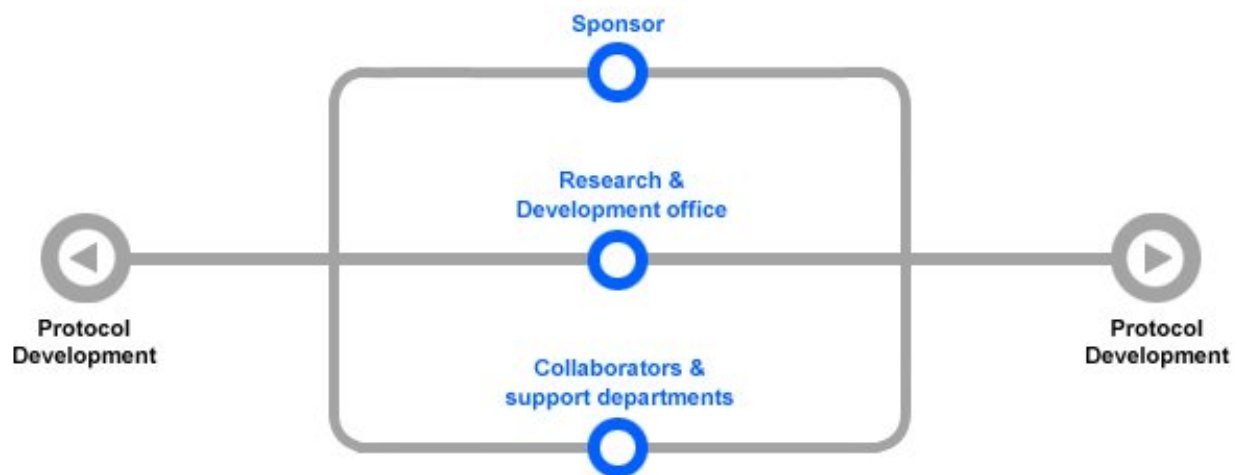 Sponsor
Research &
Development office
Protocol
Development
Protocol
Development
Collaborators &
support departments